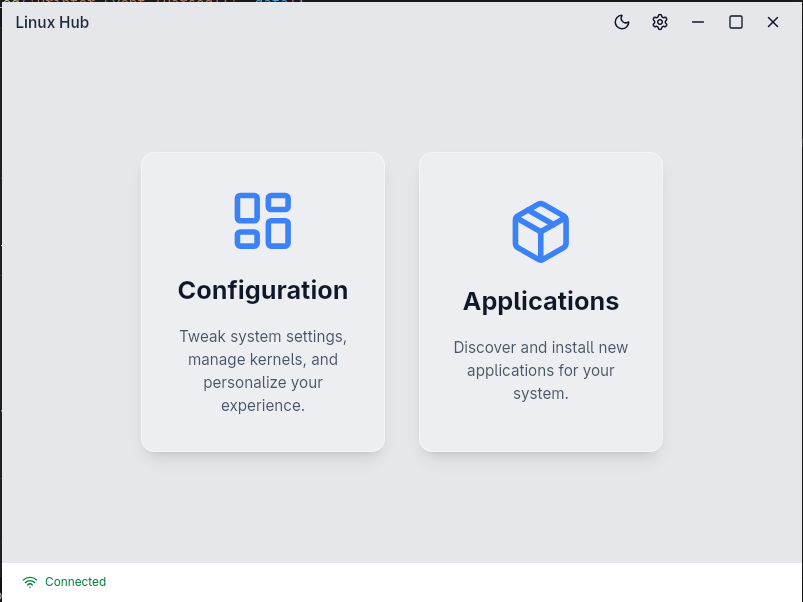 Linux Hub
Configuration
Tweak system settings,
manage kernels, and
personalize your
experience.
Applications
Discover and install new
applications for your
system.
Connected